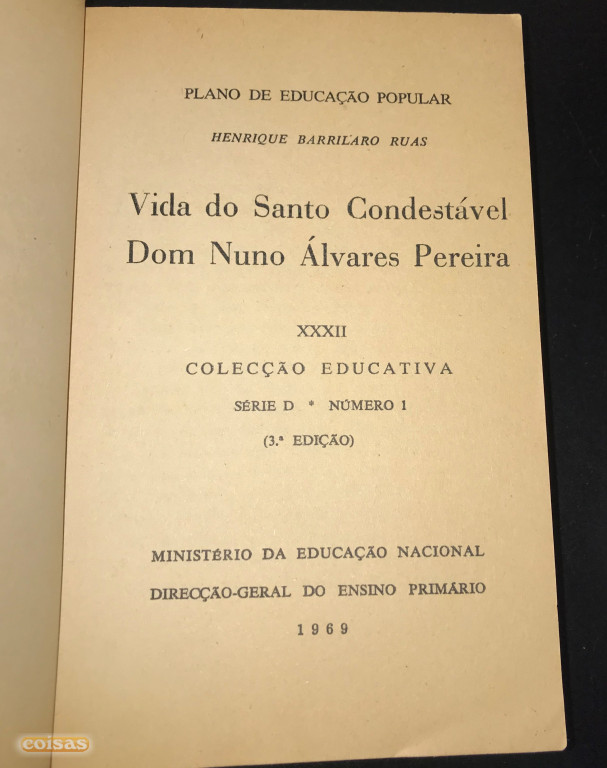 PLANO DE EDUCAÇÃO POPULAR
HENRIQUE BARRILARO RUAS
Vida do Santo Condestável
Dom Nuno Álvares Pereira
XXXII
COLECÇÃO EDUCATIVA
SÉRIE D * NÚMERO 1
(3.ª EDIÇÃO)
MINISTÉRIO DA EDUCAÇÃO NACIONAL
DIRECÇÃO-GERAL DO ENSINO PRIMÁRIO
1969
coisas